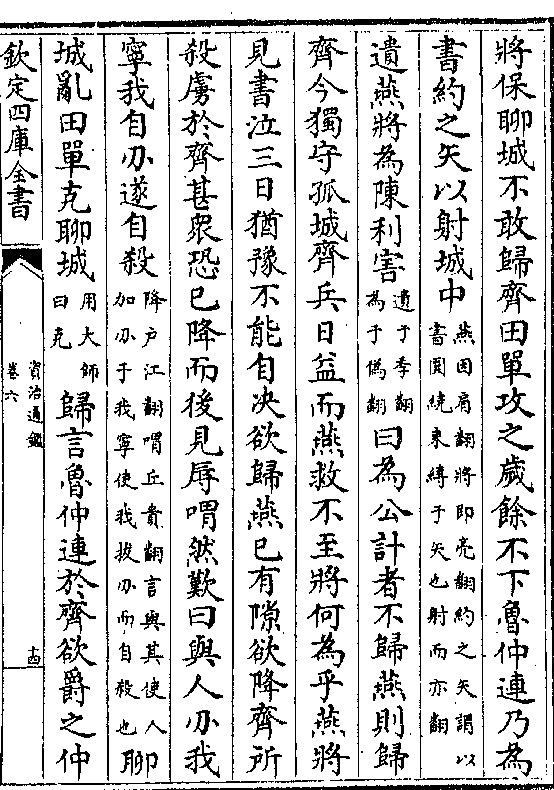 將保聊城不敢歸齊田單攻之歲餘不下魯仲連乃為
書約之矢以射城中燕因肩翻將即亮翻約之矢謂以書圜繞束縛于矢也射而亦翻
遺燕將為陳利害遺于季翻為于偽翻曰為公計者不歸燕則歸
齊今獨守孤城齊兵日益而燕救不至將何為乎燕將
見書泣三日猶豫不能自决欲歸燕已有隙欲降齊所
殺虜於齊甚衆恐已降而後見辱喟然歎曰與人刃我
寧我自刃遂自殺降户江翻喟丘貴翻言與其使人加刃于我寧使我拔刃而自殺也聊
城亂田單克聊城用大師曰克歸言魯仲連於齊欲爵之仲
欽定四庫全書
資治通鑑
卷六
十四